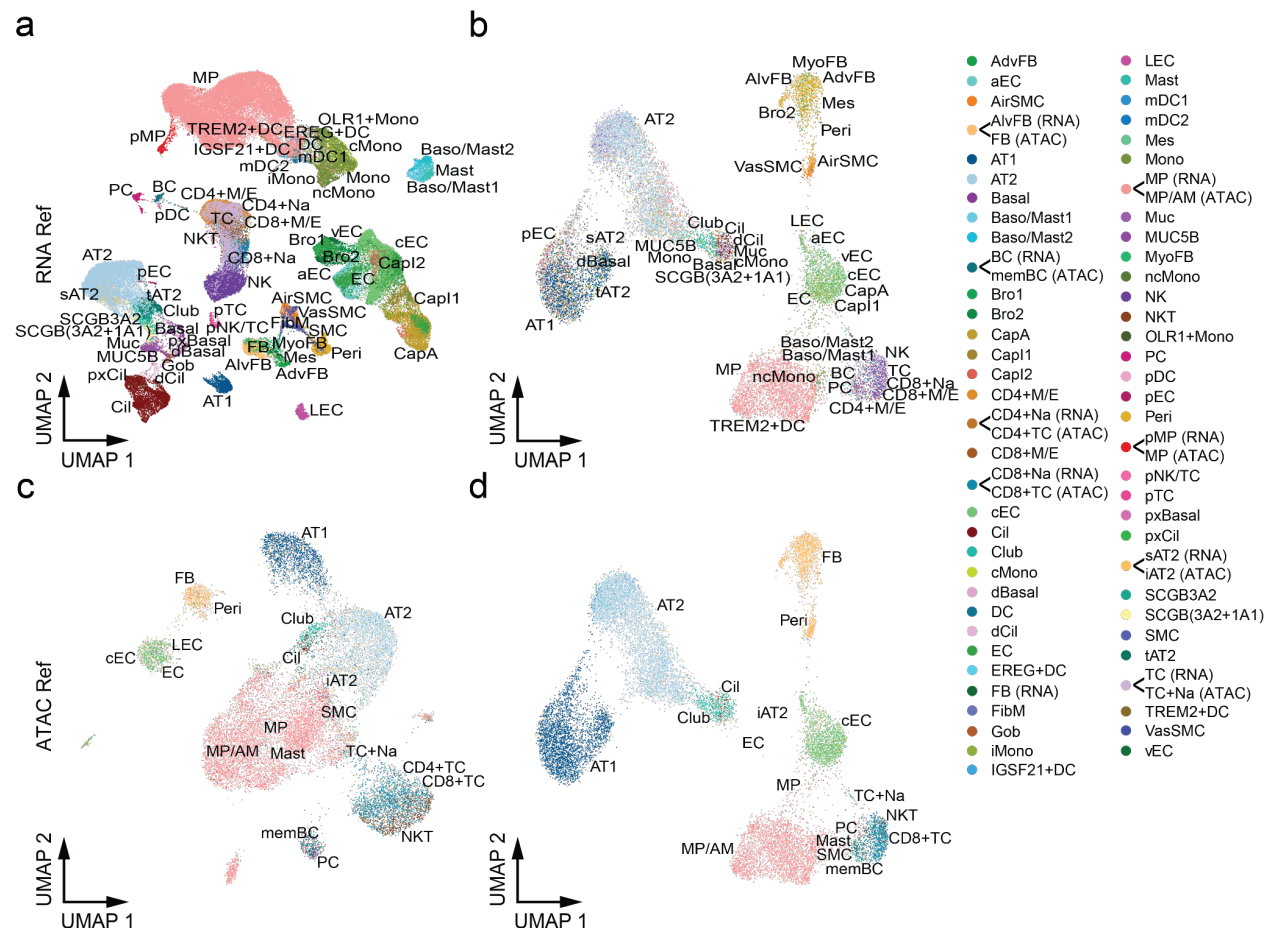 a
RNA Ref
MP
pMP
TREM2+DC
OLR1+Mono
EREG+DC
DC
cMono
IGSF21+DC
mDC1
mDC2
iMono
Mono
ncMono
Baso/Mast2
Mast
Baso/Mast1
PC
BC
pDC
CD4+M/E
CD4+Na
TC
CD8+M/E
NKT
CD8+Na
NK
vEC
Bro1
cEC
Bro2
CapI2
aEC
EC
CapI1
CapA
AT2
pEC
sAT2
tAT2
SCGB3A2
Club
SCGB(3A2+1A1)
Basal
Muc
pxBasal
MUC5B
dBasal
Gob
pxCil
dCil
Cil
pTC
pNK/TC
AirSMC
VasSMC
FibM
SMC
FB
MyoFB
Mes
Peri
AlvFB
AdvFB
AT1
LEC
UMAP 2
UMAP 1
b
MyoFB
AlvFB
AdvFB
Bro2
Mes
Peri
VasSMC
AirSMC
AT2
pEC
sAT2
dBasal
tAT2
AT1
Club
Cil
MUC5B
dCil
Mono
Muc
Basal
cMono
SCGB(3A2+1A1)
LEC
aEC
vEC
cEC
EC
CapA
CapI1
Baso/Mast2
Baso/Mast1
NK
MP
ncMono
BC
TC
PC
CD8+Na
CD8+M/E
CD4+M/E
TREM2+DC
UMAP 2
UMAP 1
c
ATAC Ref
AT1
FB
Peri
Club
AT2
LEC
cEC
EC
Cil
iAT2
SMC
MP
MP/AM
Mast
TC+Na
CD4+TC
CD8+TC
NKT
memBC
PC
UMAP 2
UMAP 1
d
FB
Peri
AT2
Cil
Club
iAT2
cEC
EC
AT1
MP
TC+Na
NKT
PC
MP/AM
Mast
CD8+TC
SMC
memBC
UMAP 2
UMAP 1
AdvFB
aEC
AirSMC
AlvFB (RNA)
FB (ATAC)
AT1
AT2
Basal
Baso/Mast1
Baso/Mast2
BC (RNA)
memBC (ATAC)
Bro1
Bro2
CapA
CapI1
CapI2
CD4+M/E
CD4+Na (RNA)
CD4+TC (ATAC)
CD8+M/E
CD8+Na (RNA)
CD8+TC (ATAC)
cEC
Cil
Club
cMono
dBasal
DC
dCil
EC
EREG+DC
FB (RNA)
FibM
Gob
iMono
IGSF21+DC
LEC
Mast
mDC1
mDC2
Mes
Mono
MP (RNA)
MP/AM (ATAC)
Muc
MUC5B
MyoFB
ncMono
NK
NKT
OLR1+Mono
PC
pDC
pEC
Peri
pMP (RNA)
MP (ATAC)
pNK/TC
pTC
pxBasal
pxCil
sAT2 (RNA)
iAT2 (ATAC)
SCGB3A2
SCGB(3A2+1A1)
SMC
tAT2
TC (RNA)
TC+Na (ATAC)
TREM2+DC
VasSMC
vEC